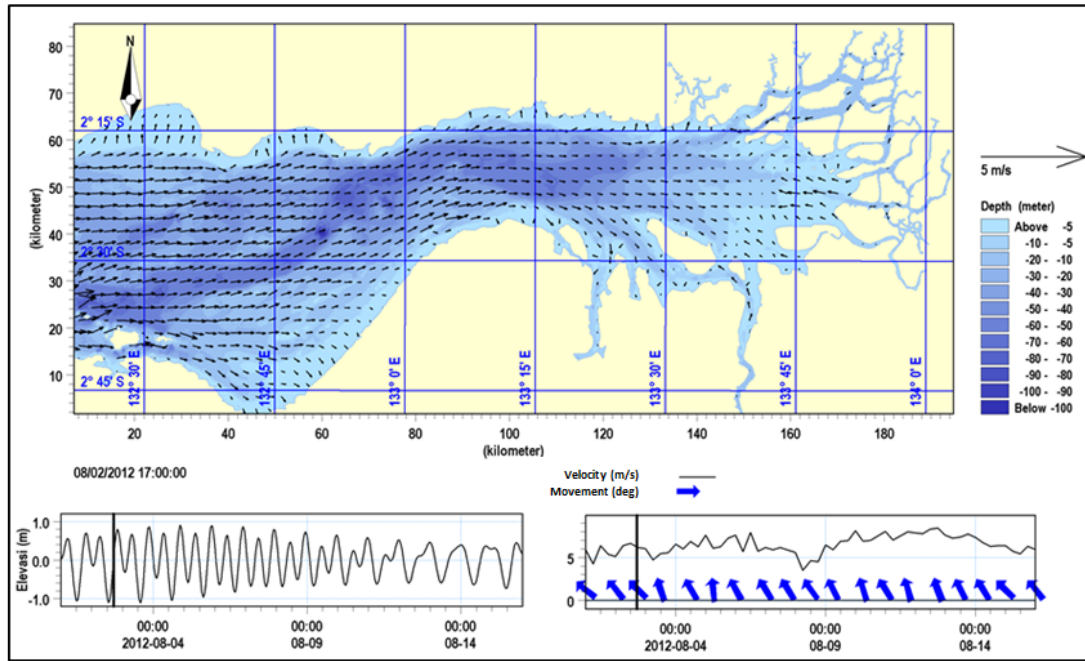 N
80
70
60
50
40
30
20
10
(kilometer)
2° 15' S
2° 30' S
2° 45' S
132° 30' E
132° 45' E
133° 0' E
133° 15' E
133° 30' E
133° 45' E
134° 0' E
20 40 60 80 100 120 140 160 180
(kilometer)
5 m/s
Depth (meter)
Above -5
-10 - -5
-20 - -10
-30 - -20
-40 - -30
-50 - -40
-60 - -50
-70 - -60
-80 - -70
-90 - -80
-100 - -90
Below -100
08/02/2012 17:00:00
Velocity (m/s)
Movement (deg)
Elevasi (m)
1.0
0.0
-1.0
00:00 00:00 00:00
2012-08-04 08-09 08-14
5
0
00:00 00:00 00:00
2012-08-04 08-09 08-14